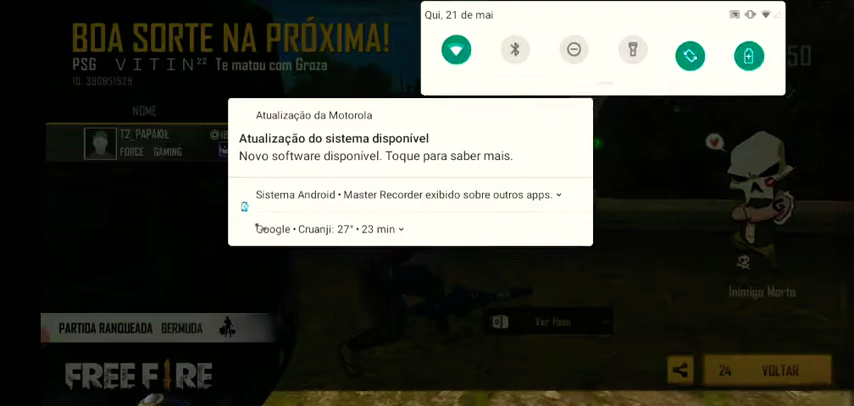 Qui, 21 de mai
BOA SORTE NA PRÓXIMA!
PSG V I T I N²² Te matou com Groza
ID: 380951529
50
NOME
Atualização da Motorola
T2_PAPAKIL
FORCE GAMING
Atualização do sistema disponível
Novo software disponível. Toque para saber mais.
Sistema Android • Master Recorder exibido sobre outros apps.
Google • Cruanji: 27° • 23 min
Inimigo Morto
PARTIDA RANQUEADA BERMUDA
Ver Item
FREE FIRE
24 VOLTAR